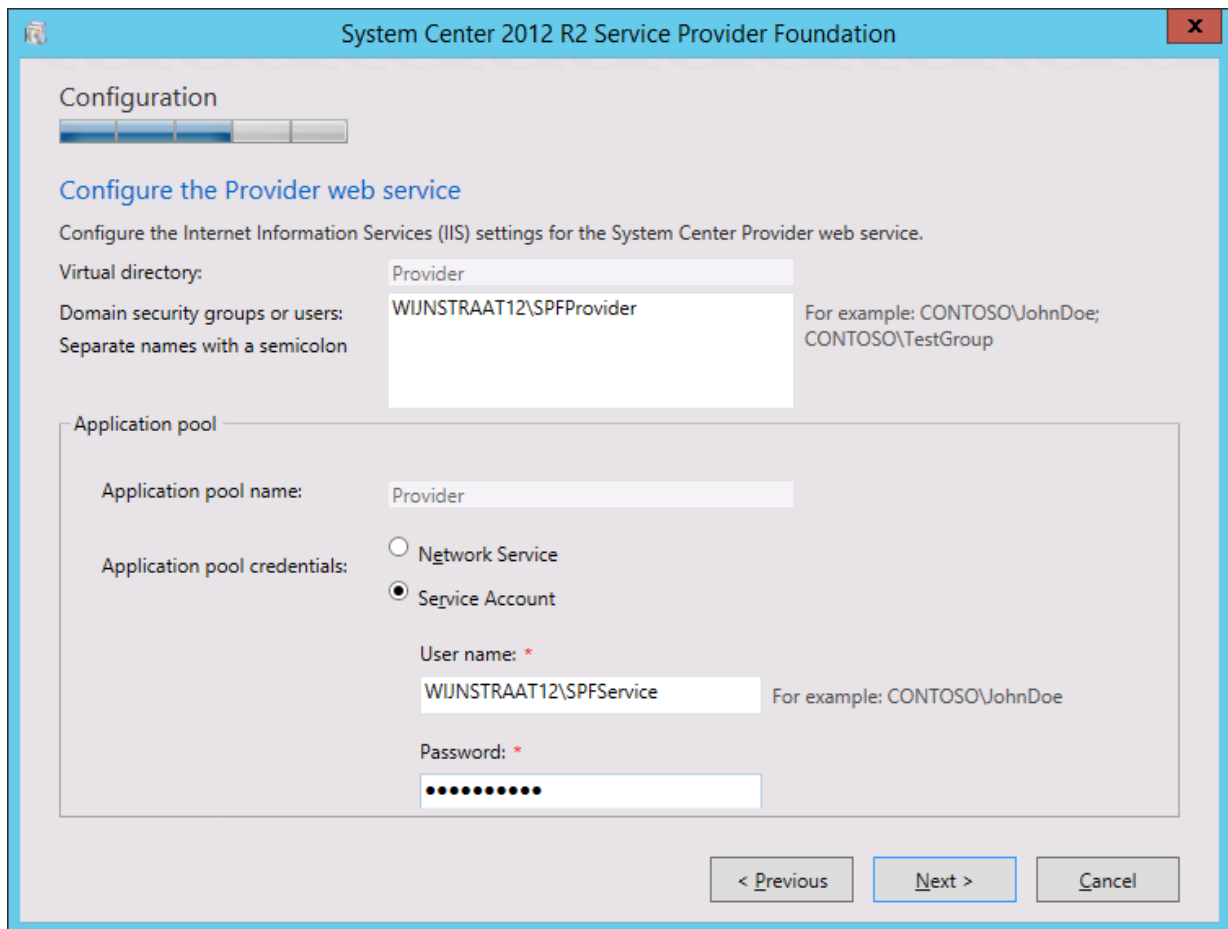 System Center 2012 R2 Service Provider Foundation
x
Configuration
Configure the Provider web service
Configure the Internet Information Services (IIS) settings for the System Center Provider web service.
Virtual directory:
Provider
Domain security groups or users:
Separate names with a semicolon
WIJNSTRAAT12\SPFProvider
For example: CONTOSO\JohnDoe;
CONTOSO\TestGroup
Application pool
Application pool name:
Provider
Application pool credentials:
Network Service
Service Account
User name: *
WIJNSTRAAT12\SPFService
For example: CONTOSO\JohnDoe
Password: *
●●●●●●●●●●
< Previous
Next >
Cancel